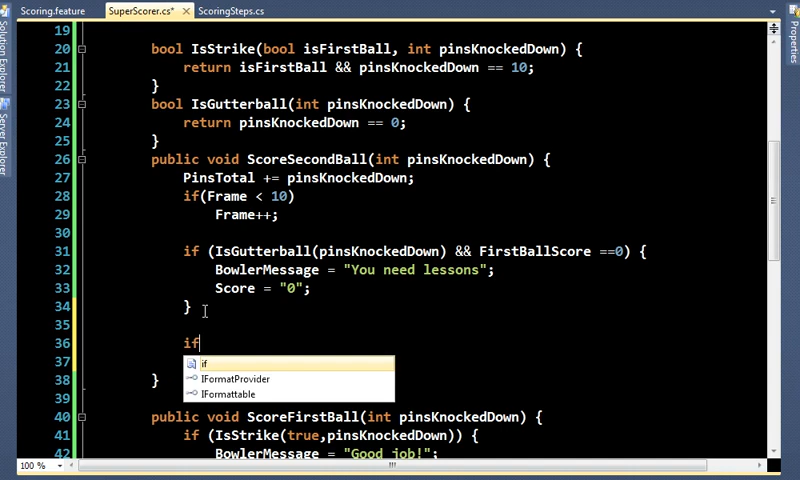 Scoring.feature SuperScorer.cs* ScoringSteps.cs
Solution Explorer
Server Explorer
Properties
19
20 bool IsStrike(bool isFirstBall, int pinsKnockedDown) {
21 return isFirstBall && pinsKnockedDown == 10;
22 }
23 bool IsGutterball(int pinsKnockedDown) {
24 return pinsKnockedDown == 0;
25 }
26 public void ScoreSecondBall(int pinsKnockedDown) {
27 PinsTotal += pinsKnockedDown;
28 if(Frame < 10)
29 Frame++;
30
31 if (IsGutterball(pinsKnockedDown) && FirstBallScore ==0) {
32 BowlerMessage = "You need lessons";
33 Score = "0";
34 }
35
36 if
37 if
IFormatProvider
38 } IFormattable
39
40 public void ScoreFirstBall(int pinsKnockedDown) {
41 if (IsStrike(true,pinsKnockedDown)) {
42 BowlerMessage = "Good job!";
100 %